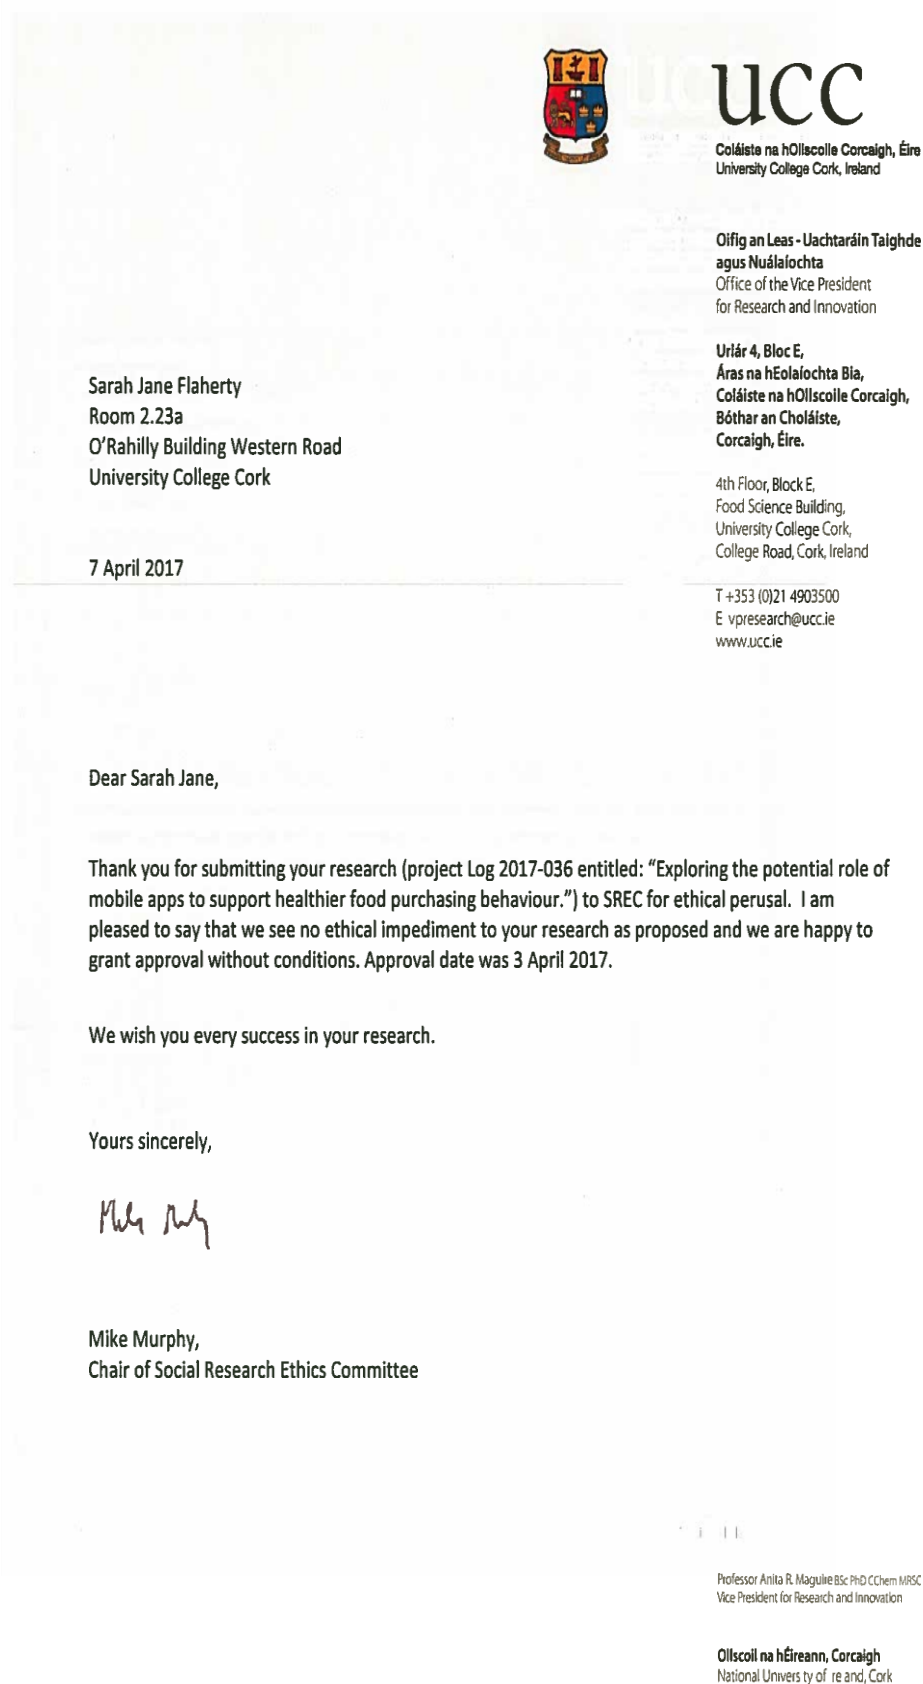 ucc
Coláiste na hOllscoile Corcaigh, Éire
University College Cork, Ireland
Oifig an Leas - Uachtaráin Taighde
agus Nuálaíochta
Office of the Vice President
for Research and Innovation
Urlár 4, Bloc E,
Áras na hEolaíochta Bia,
Coláiste na hOllscoile Corcaigh,
Bóthar an Choláiste,
Corcaigh, Éire.
4th Floor, Block E,
Food Science Building,
University College Cork,
College Road, Cork, Ireland
T +353 (0)21 4903500
E vpresearch@ucc.ie
www.ucc.ie
Sarah Jane Flaherty
Room 2.23a
O'Rahilly Building Western Road
University College Cork
7 April 2017
Dear Sarah Jane,
Thank you for submitting your research (project Log 2017-036 entitled: “Exploring the potential role of
mobile apps to support healthier food purchasing behaviour.”) to SREC for ethical perusal. I am
pleased to say that we see no ethical impediment to your research as proposed and we are happy to
grant approval without conditions. Approval date was 3 April 2017.
We wish you every success in your research.
Yours sincerely,
Mike Murphy,
Chair of Social Research Ethics Committee
Professor Anita R. Maguire BSc PhD CChem MRSC
Vice President for Research and Innovation
Ollscoil na hÉireann, Corcaigh
National University of Ireland, Cork